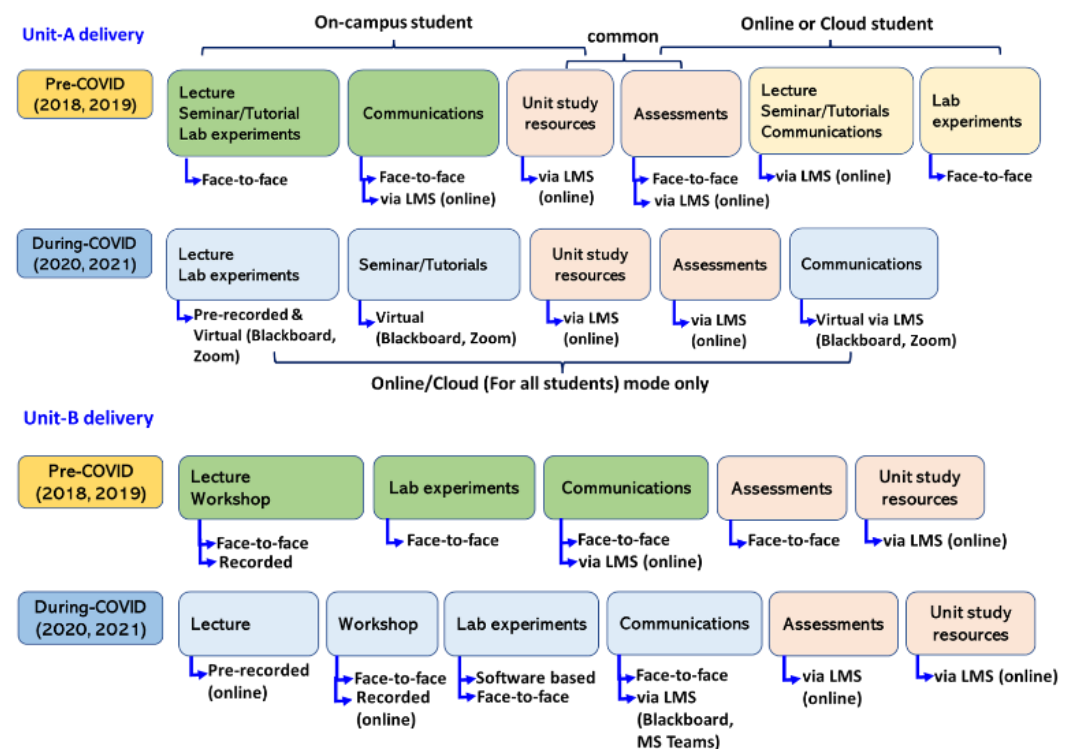 Unit-A delivery
On-campus student
common
Online or Cloud student
Pre-COVID
(2018, 2019)
Lecture
Seminar/Tutorial
Lab experiments
Face-to-face
Communications
Face-to-face
via LMS (online)
Unit study
resources
via LMS
(online)
Assessments
Face-to-face
via LMS (online)
Lecture
Seminar/Tutorials
Communications
via LMS (online)
Lab
experiments
Face-to-face
During-COVID
(2020, 2021)
Lecture
Lab experiments
Pre-recorded &
Virtual (Blackboard,
Zoom)
Seminar/Tutorials
Virtual
(Blackboard, Zoom)
Unit study
resources
via LMS
(online)
Assessments
via LMS
(online)
Communications
Virtual via LMS
(Blackboard, Zoom)
Online/Cloud (For all students) mode only
Unit-B delivery
Pre-COVID
(2018, 2019)
Lecture
Workshop
Face-to-face
Recorded
Lab experiments
Face-to-face
Communications
Face-to-face
via LMS (online)
Assessments
Face-to-face
Unit study
resources
via LMS (online)
During-COVID
(2020, 2021)
Lecture
Pre-recorded
(online)
Workshop
Face-to-face
Recorded
(online)
Lab experiments
Software based
Face-to-face
Communications
Face-to-face
via LMS
(Blackboard,
MS Teams)
Assessments
via LMS
(online)
Unit study
resources
via LMS (online)